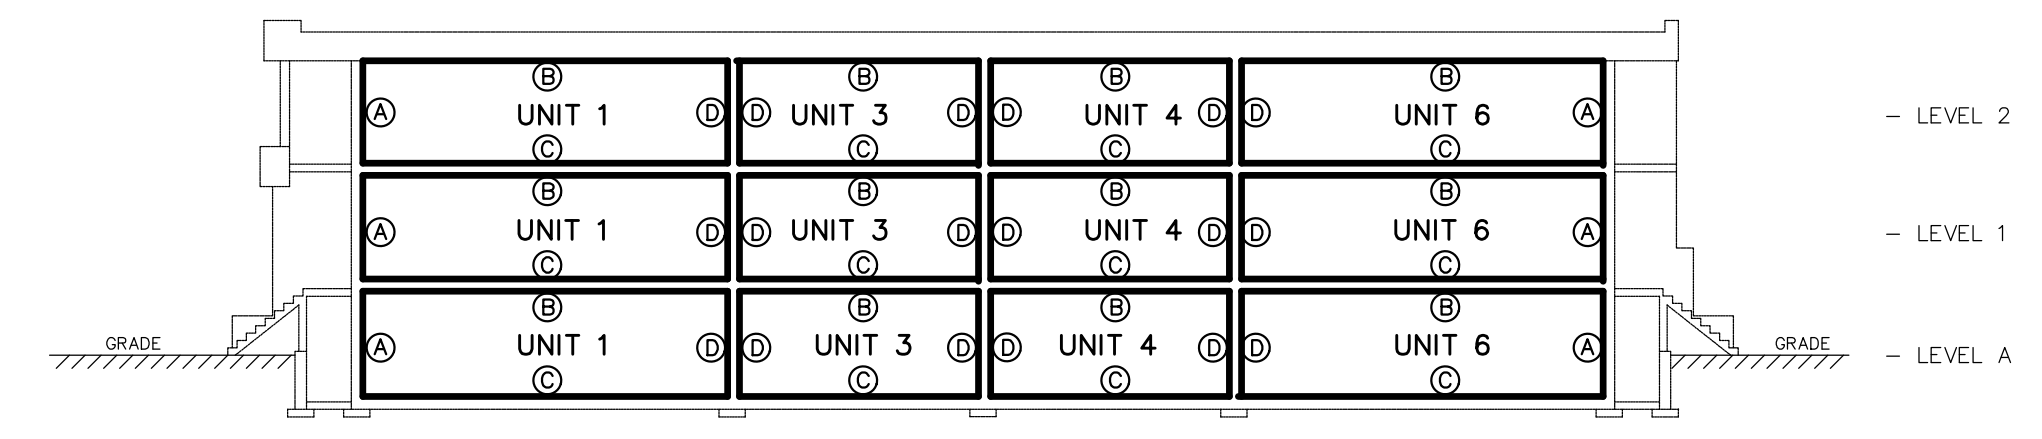 B B B B
A UNIT 1 D D UNIT 3 D D UNIT 4 D D UNIT 6 A - LEVEL 2
C C C C
B B B B
A UNIT 1 D D UNIT 3 D D UNIT 4 D D UNIT 6 A - LEVEL 1
C C C C
B B B B
GRADE A UNIT 1 D D UNIT 3 D D UNIT 4 D D UNIT 6 A GRADE - LEVEL A
C C C C